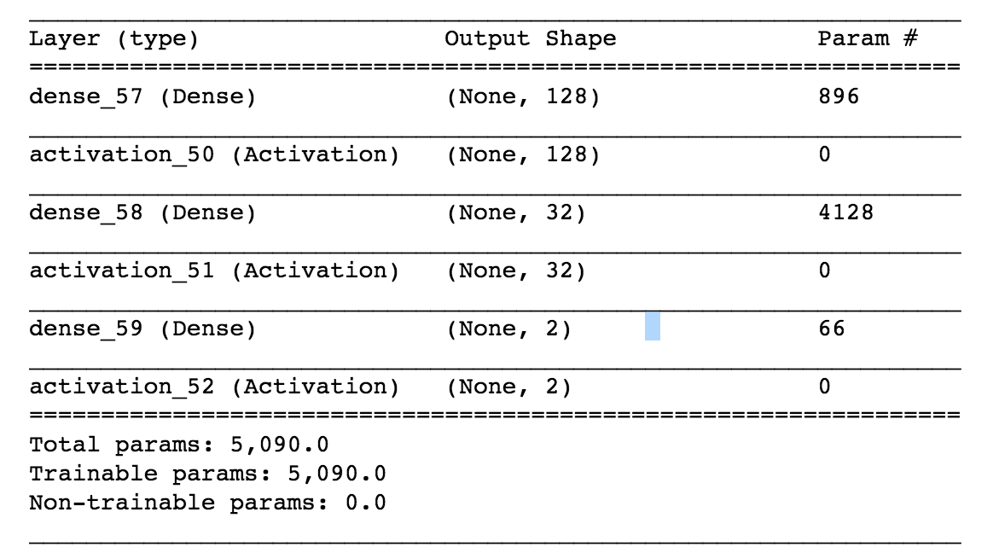 Layer (type) Output Shape Param #
=================================================================
dense_57 (Dense) (None, 128) 896
_________________________________________________________________
activation_50 (Activation) (None, 128) 0
_________________________________________________________________
dense_58 (Dense) (None, 32) 4128
_________________________________________________________________
activation_51 (Activation) (None, 32) 0
_________________________________________________________________
dense_59 (Dense) (None, 2) 66
_________________________________________________________________
activation_52 (Activation) (None, 2) 0
=================================================================
Total params: 5,090.0
Trainable params: 5,090.0
Non-trainable params: 0.0
_________________________________________________________________